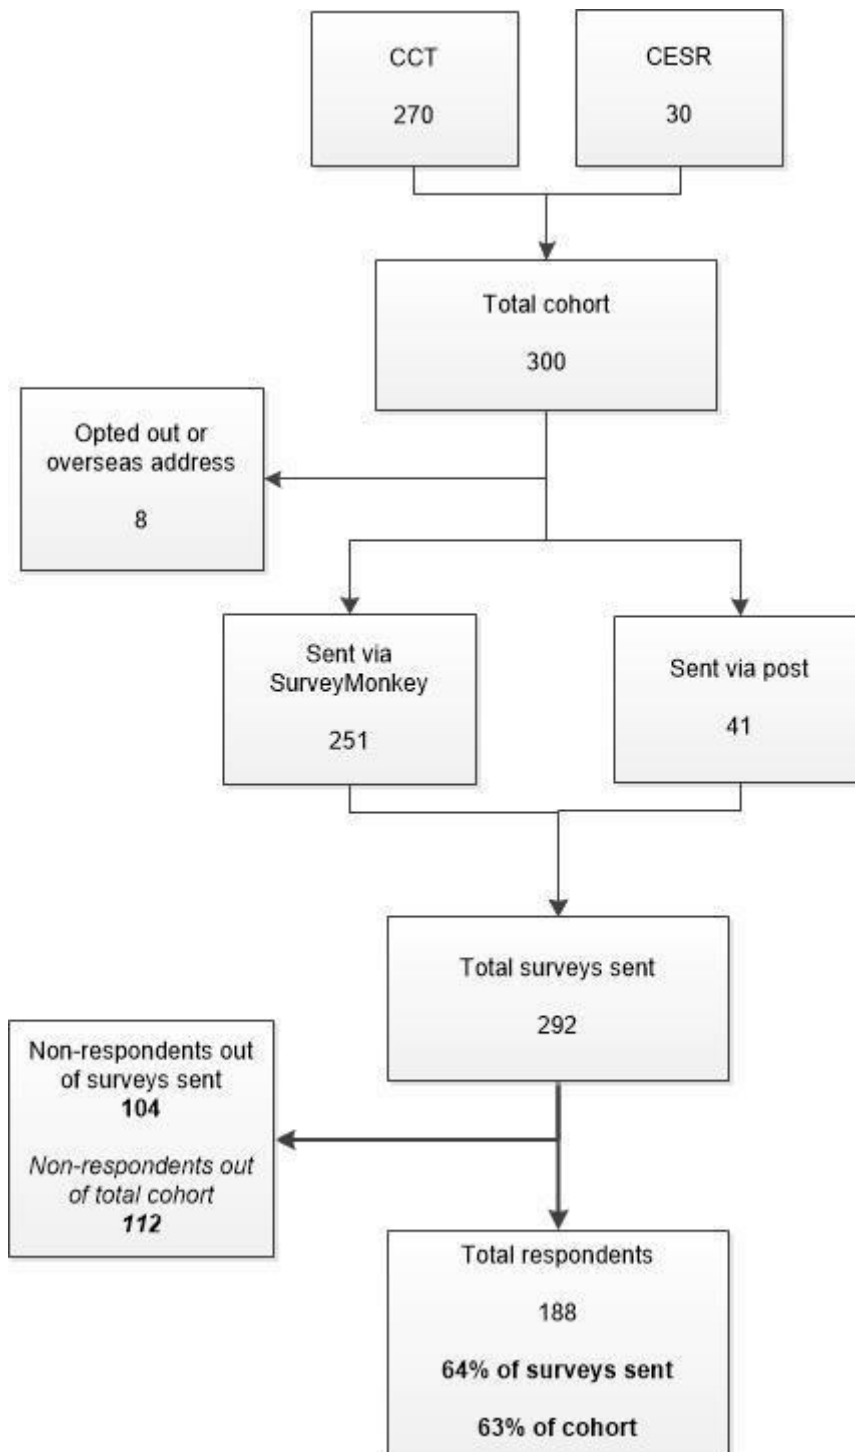 CCT
270
CESR
30
Total cohort
300
Opted out or
overseas address
8
Sent via
SurveyMonkey
251
Sent via post
41
Total surveys sent
292
Non-respondents out
of surveys sent
104
Non-respondents out
of total cohort
112
Total respondents
188
64% of surveys sent
63% of cohort